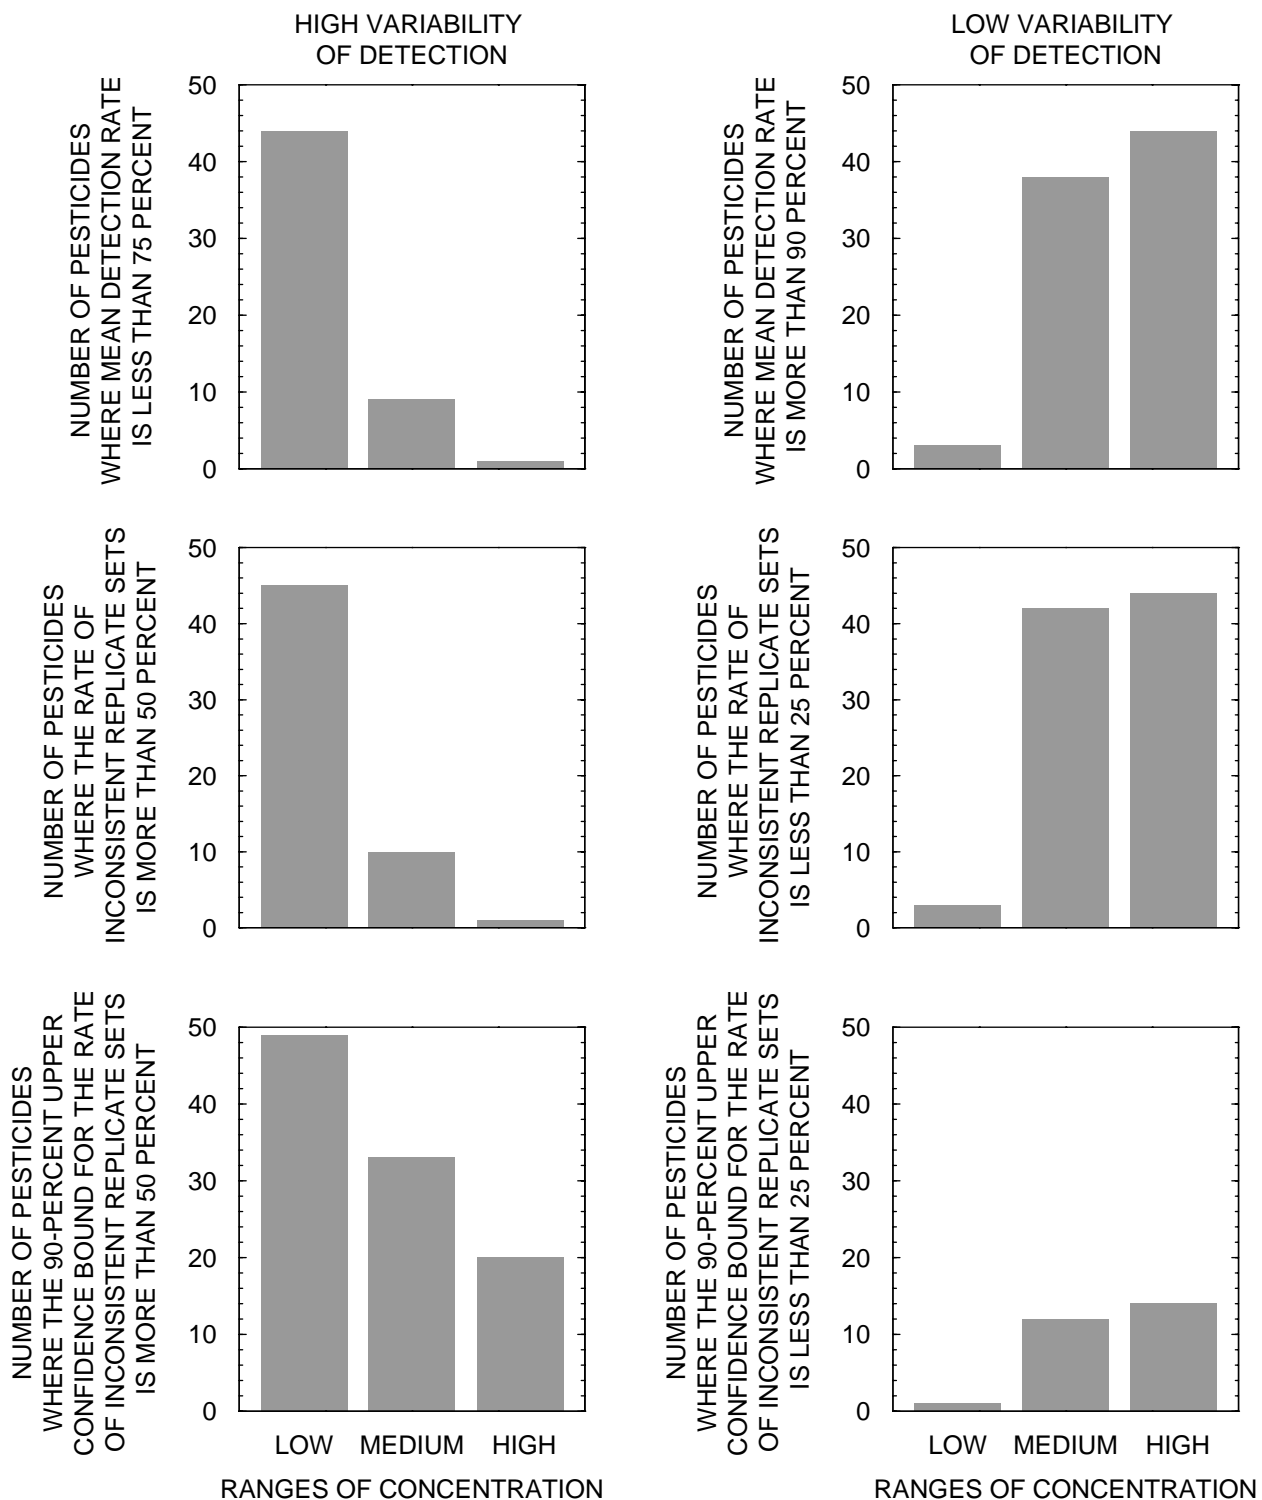 HIGH VARIABILITY
OF DETECTION
LOW VARIABILITY
OF DETECTION
NUMBER OF PESTICIDES
WHERE MEAN DETECTION RATE
IS LESS THAN 75 PERCENT
50
40
30
20
10
0
NUMBER OF PESTICIDES
WHERE MEAN DETECTION RATE
IS MORE THAN 90 PERCENT
50
40
30
20
10
0
NUMBER OF PESTICIDES
WHERE THE RATE OF
INCONSISTENT REPLICATE SETS
IS MORE THAN 50 PERCENT
50
40
30
20
10
0
NUMBER OF PESTICIDES
WHERE THE RATE OF
INCONSISTENT REPLICATE SETS
IS LESS THAN 25 PERCENT
50
40
30
20
10
0
NUMBER OF PESTICIDES
WHERE THE 90-PERCENT UPPER
CONFIDENCE BOUND FOR THE RATE
OF INCONSISTENT REPLICATE SETS
IS MORE THAN 50 PERCENT
50
40
30
20
10
0
LOW MEDIUM HIGH
RANGES OF CONCENTRATION
NUMBER OF PESTICIDES
WHERE THE 90-PERCENT UPPER
CONFIDENCE BOUND FOR THE RATE
OF INCONSISTENT REPLICATE SETS
IS LESS THAN 25 PERCENT
50
40
30
20
10
0
LOW MEDIUM HIGH
RANGES OF CONCENTRATION